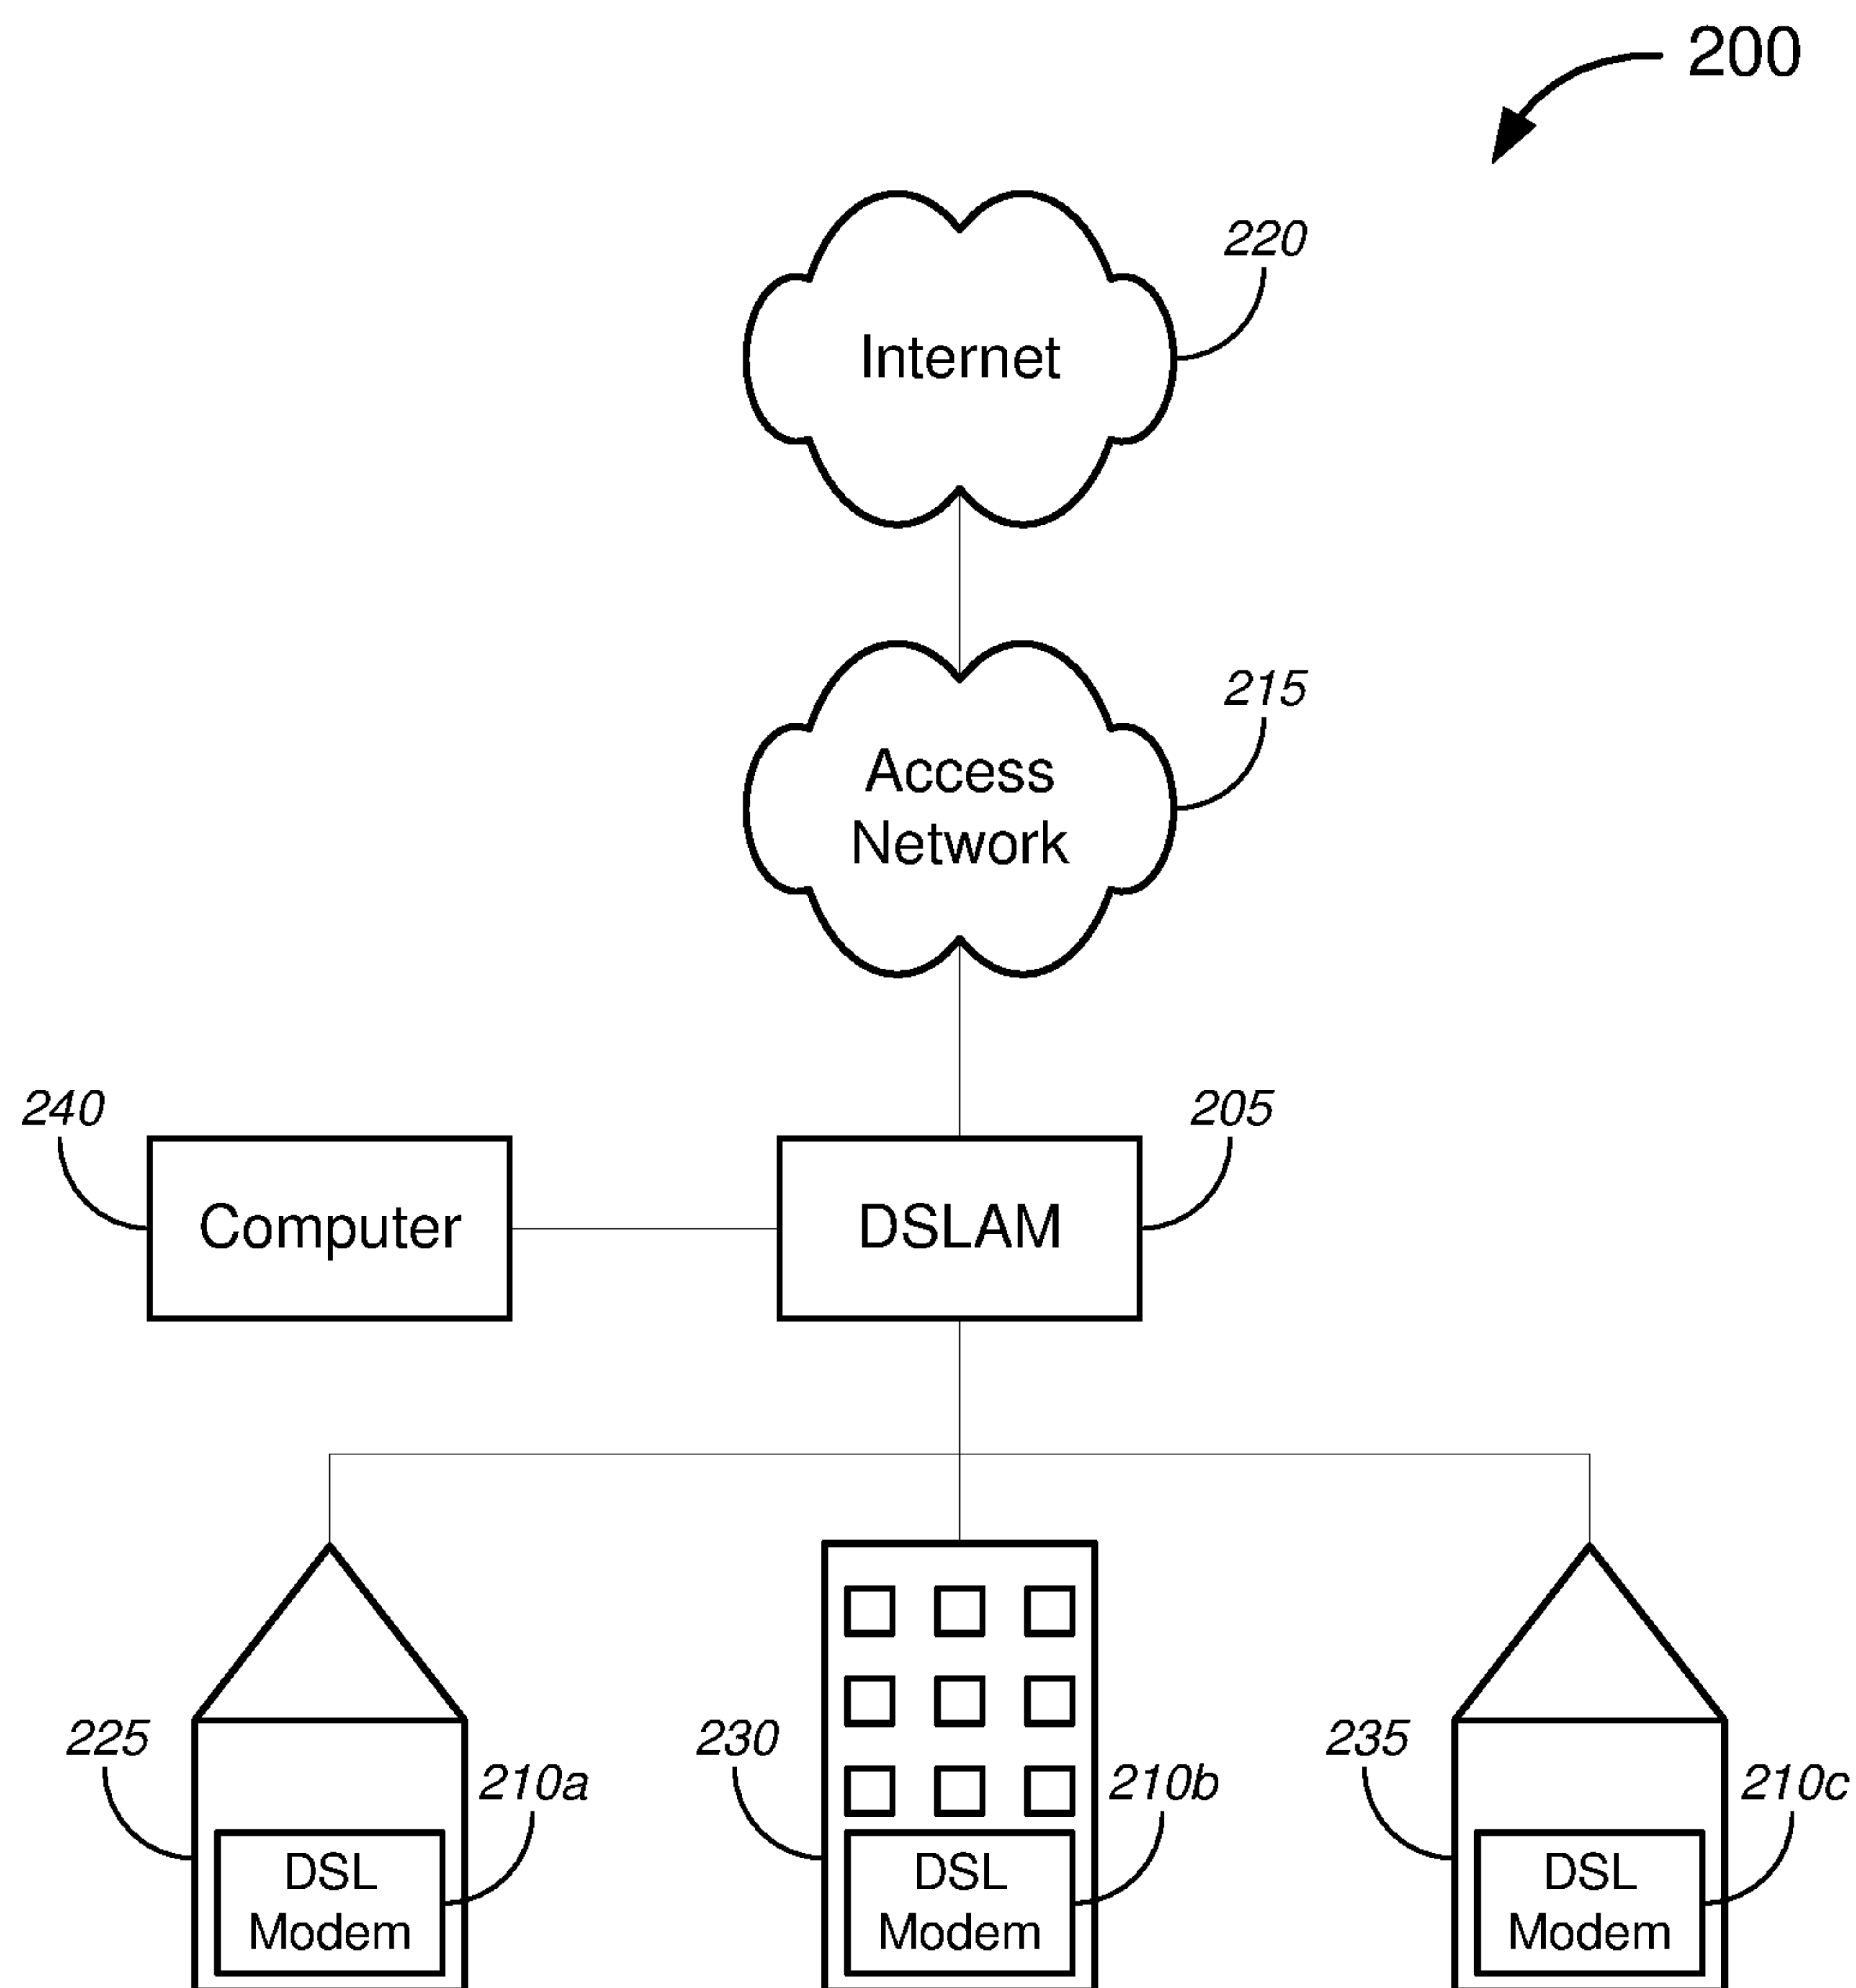 200
220
Internet
215
Access
Network
240
205
Computer
DSLAM
225
230
235
210a
210b
210c
DSL
Modem
DSL
Modem
DSL
Modem